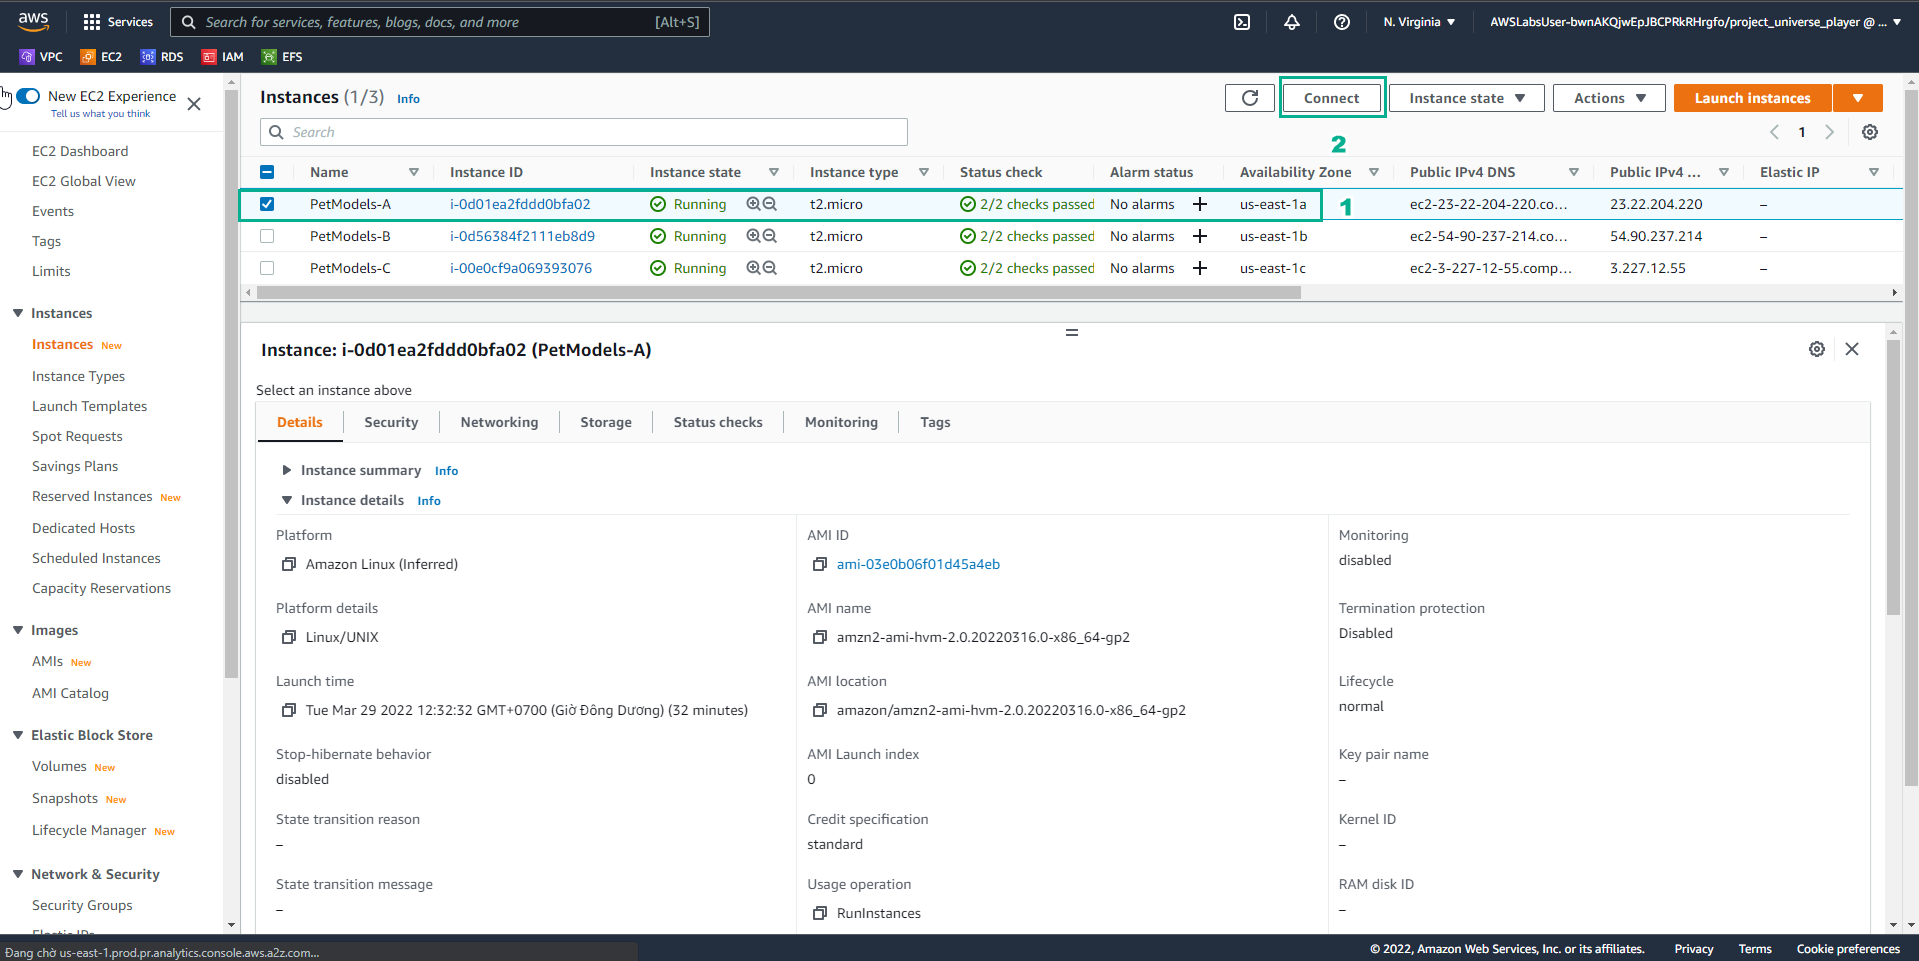 aws
Services
Search for services, features, blogs, docs, and more
[Alt+S]
N. Virginia
AWSLabsUser-bwnAKQjwEpJBCPRkRHrgfo/project_universe_player @ ...
VPC EC2 RDS IAM EFS
New EC2 Experience
Tell us what you think
EC2 Dashboard
EC2 Global View
Events
Tags
Limits
Instances
Instances New
Instance Types
Launch Templates
Spot Requests
Savings Plans
Reserved Instances New
Dedicated Hosts
Scheduled Instances
Capacity Reservations
Images
AMIs New
AMI Catalog
Elastic Block Store
Volumes New
Snapshots New
Lifecycle Manager New
Network & Security
Security Groups
Elastic IPs
Instances (1/3) Info
Connect
Instance state
Actions
Launch instances
Search
2
1
Name Instance ID Instance state Instance type Status check Alarm status Availability Zone Public IPv4 DNS Public IPv4 ... Elastic IP
PetModels-A i-0d01ea2fddd0bfa02 Running t2.micro 2/2 checks passed No alarms + us-east-1a ec2-23-22-204-220.co... 23.22.204.220 –
1
PetModels-B i-0d56384f2111eb8d9 Running t2.micro 2/2 checks passed No alarms + us-east-1b ec2-54-90-237-214.co... 54.90.237.214 –
PetModels-C i-00e0cf9a069393076 Running t2.micro 2/2 checks passed No alarms + us-east-1c ec2-3-227-12-55.comp... 3.227.12.55 –
Instance: i-0d01ea2fddd0bfa02 (PetModels-A)
Select an instance above
Details Security Networking Storage Status checks Monitoring Tags
Instance summary Info
Instance details Info
Platform
Amazon Linux (Inferred)
Platform details
Linux/UNIX
Launch time
Tue Mar 29 2022 12:32:32 GMT+0700 (Giờ Đông Dương) (32 minutes)
Stop-hibernate behavior
disabled
State transition reason
–
State transition message
–
AMI ID
ami-03e0b06f01d45a4eb
AMI name
amzn2-ami-hvm-2.0.20220316.0-x86_64-gp2
AMI location
amazon/amzn2-ami-hvm-2.0.20220316.0-x86_64-gp2
AMI Launch index
0
Credit specification
standard
Usage operation
RunInstances
Monitoring
disabled
Termination protection
Disabled
Lifecycle
normal
Key pair name
–
Kernel ID
–
RAM disk ID
–
Đang chờ us-east-1.prod.pr.analytics.console.aws.a2z.com...
© 2022, Amazon Web Services, Inc. or its affiliates. Privacy Terms Cookie preferences